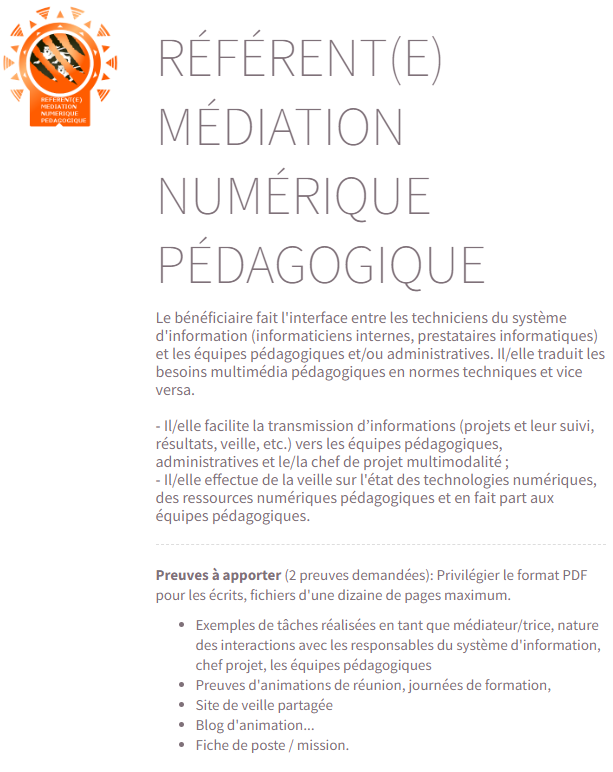 RÉFÉRENT(E)
MÉDIATION
NUMÉRIQUE
PÉDAGOGIQUE
RÉFÉRENT(E)
MÉDIATION
NUMÉRIQUE
PÉDAGOGIQUE
Le bénéficiaire fait l'interface entre les techniciens du système
d'information (informaticiens internes, prestataires informatiques)
et les équipes pédagogiques et/ou administratives. Il/elle traduit les
besoins multimédia pédagogiques en normes techniques et vice
versa.
- Il/elle facilite la transmission d’informations (projets et leur suivi,
résultats, veille, etc.) vers les équipes pédagogiques,
administratives et le/la chef de projet multimodalité ;
- Il/elle effectue de la veille sur l'état des technologies numériques,
des ressources numériques pédagogiques et en fait part aux
équipes pédagogiques.
Preuves à apporter (2 preuves demandées): Privilégier le format PDF
pour les écrits, fichiers d'une dizaine de pages maximum.
• Exemples de tâches réalisées en tant que médiateur/trice, nature
des interactions avec les responsables du système d'information,
chef projet, les équipes pédagogiques
• Preuves d'animations de réunion, journées de formation,
• Site de veille partagée
• Blog d'animation...
• Fiche de poste / mission.